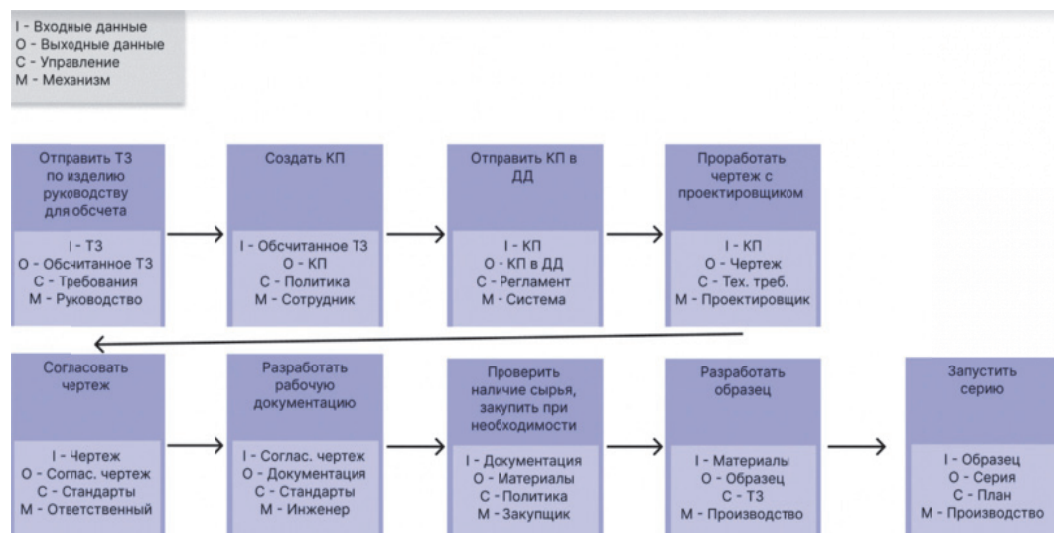 I - Входные данные
O - Выходные данные
C - Управление
M - Механизм
Отправить ТЗ
по изделию
руководству
для обсчета
I - ТЗ
O - Обсчитанное ТЗ
C - Требования
M - Руководство
Создать КП
I - Обсчитанное ТЗ
O - КП
C - Политика
M - Сотрудник
Отправить КП в
ДД
I - КП
O - КП в ДД
C - Регламент
M - Система
Проработать
чертеж с
проектировщиком
I - КП
O - Чертеж
C - Тех. треб.
M - Проектировщик
Согласовать
чертеж
I - Чертеж
O - Соглас. чертеж
C - Стандарты
M - Ответственный
Разработать
рабочую
документацию
I - Соглас. чертеж
O - Документация
C - Стандарты
M - Инженер
Проверить
наличие сырья,
закупить при
необходимости
I - Документация
O - Материалы
C - Политика
M - Закупщик
Разработать
образец
I - Материалы
O - Образец
C - ТЗ
M - Производство
Запустить
серию
I - Образец
O - Серия
C - План
M - Производство